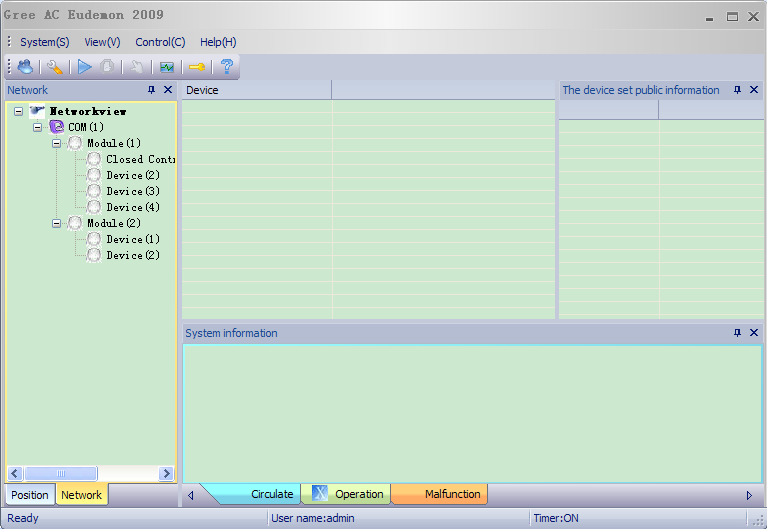 Gree AC Eudemon 2009
System(S) View(V) Control(C) Help(H)
Network
Networkview
COM(1)
Module(1)
Closed Cont
Device(2)
Device(3)
Device(4)
Module(2)
Device(1)
Device(2)
Position Network
Device
The device set public information
System information
Circulate Operation Malfunction
Ready User name:admin Timer:ON